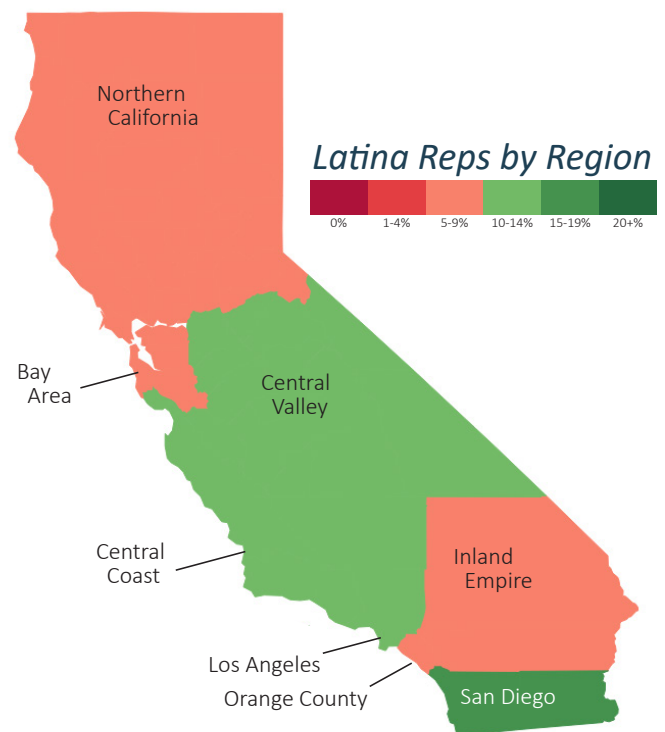 Northern
California
Latina Reps by Region
0% 1-4% 5-9% 10-14% 15-19% 20+%
Bay
Area
Central
Valley
Central
Coast
Inland
Empire
Los Angeles
Orange County
San Diego